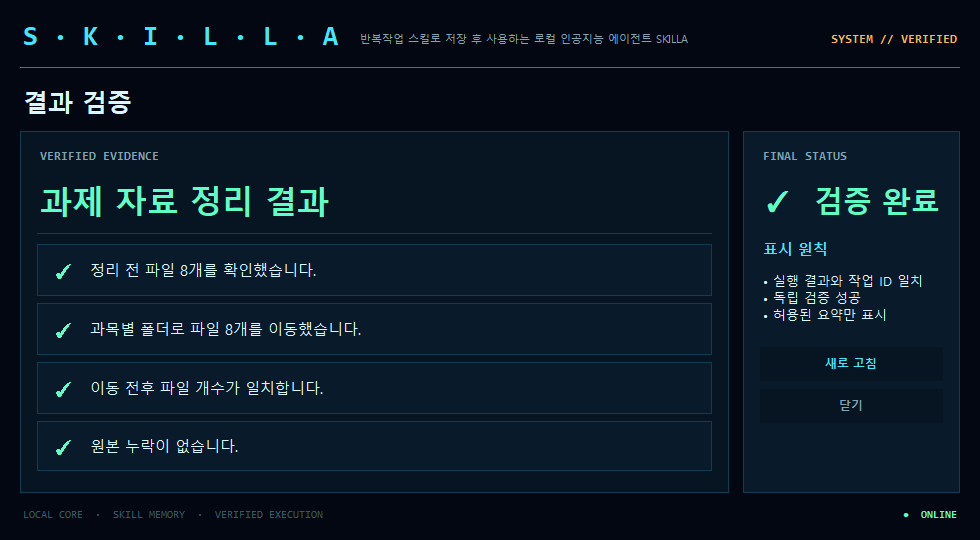 S · K · I · L · L · A
반복작업 스킬로 저장 후 사용하는 로컬 인공지능 에이전트 SKILLA
SYSTEM // VERIFIED
결과 검증
VERIFIED EVIDENCE
과제 자료 정리 결과
✓ 정리 전 파일 8개를 확인했습니다.
✓ 과목별 폴더로 파일 8개를 이동했습니다.
✓ 이동 전후 파일 개수가 일치합니다.
✓ 원본 누락이 없습니다.
FINAL STATUS
✓ 검증 완료
표시 원칙
• 실행 결과와 작업 ID 일치
• 독립 검증 성공
• 허용된 요약만 표시
새로 고침
닫기
LOCAL CORE · SKILL MEMORY · VERIFIED EXECUTION
● ONLINE